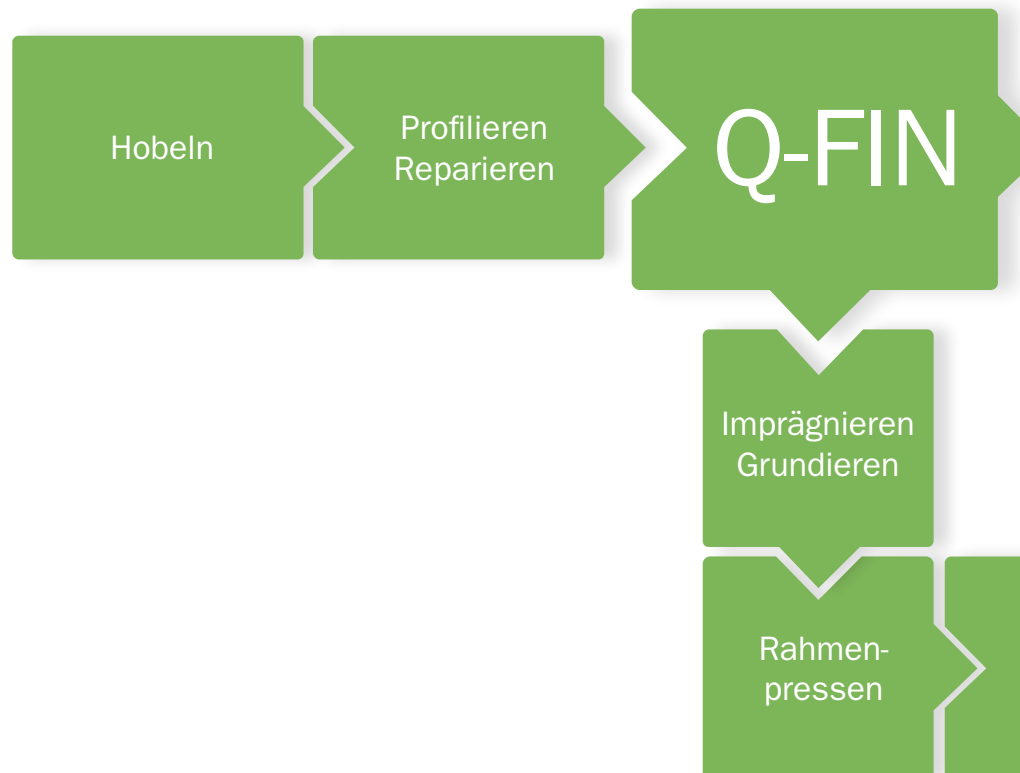 Hobeln
Profilieren
Reparieren
Q-FIN
Imprägnieren
Grundieren
Rahmen-
pressen